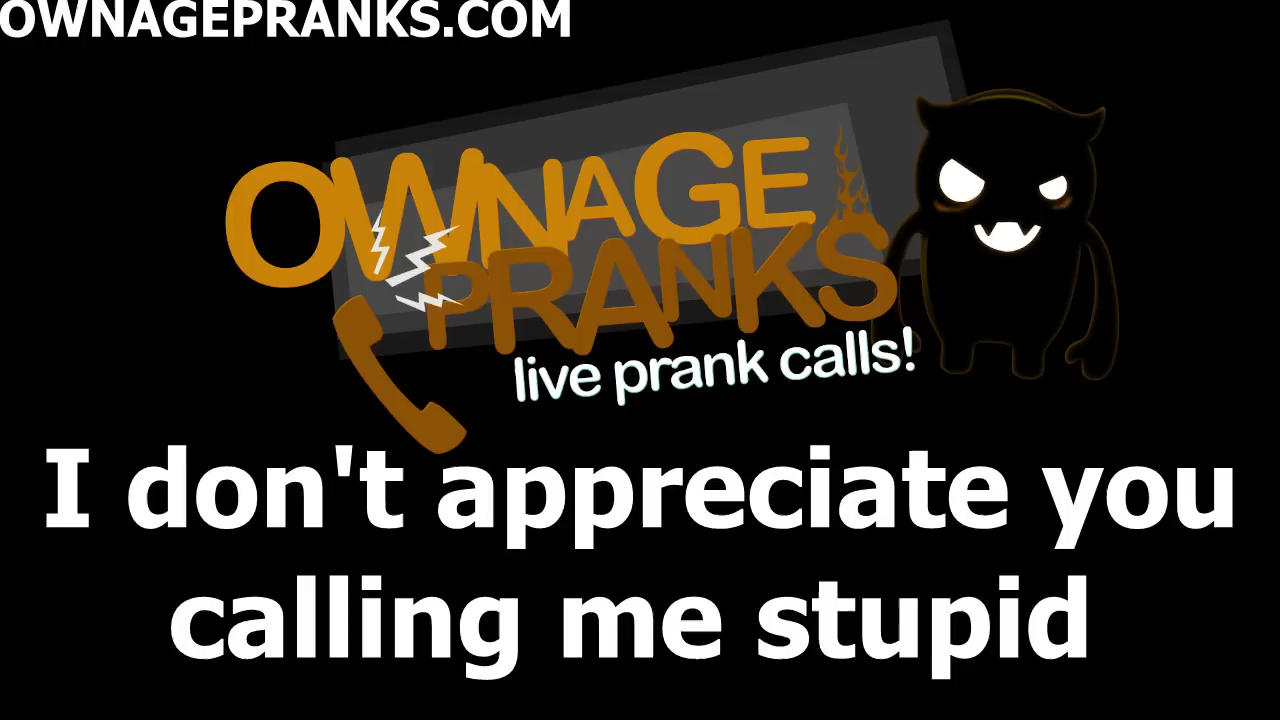 OWNAGEPRANKS.COM
OWNAGE
PRANKS
live prank calls!
I don't appreciate you
calling me stupid